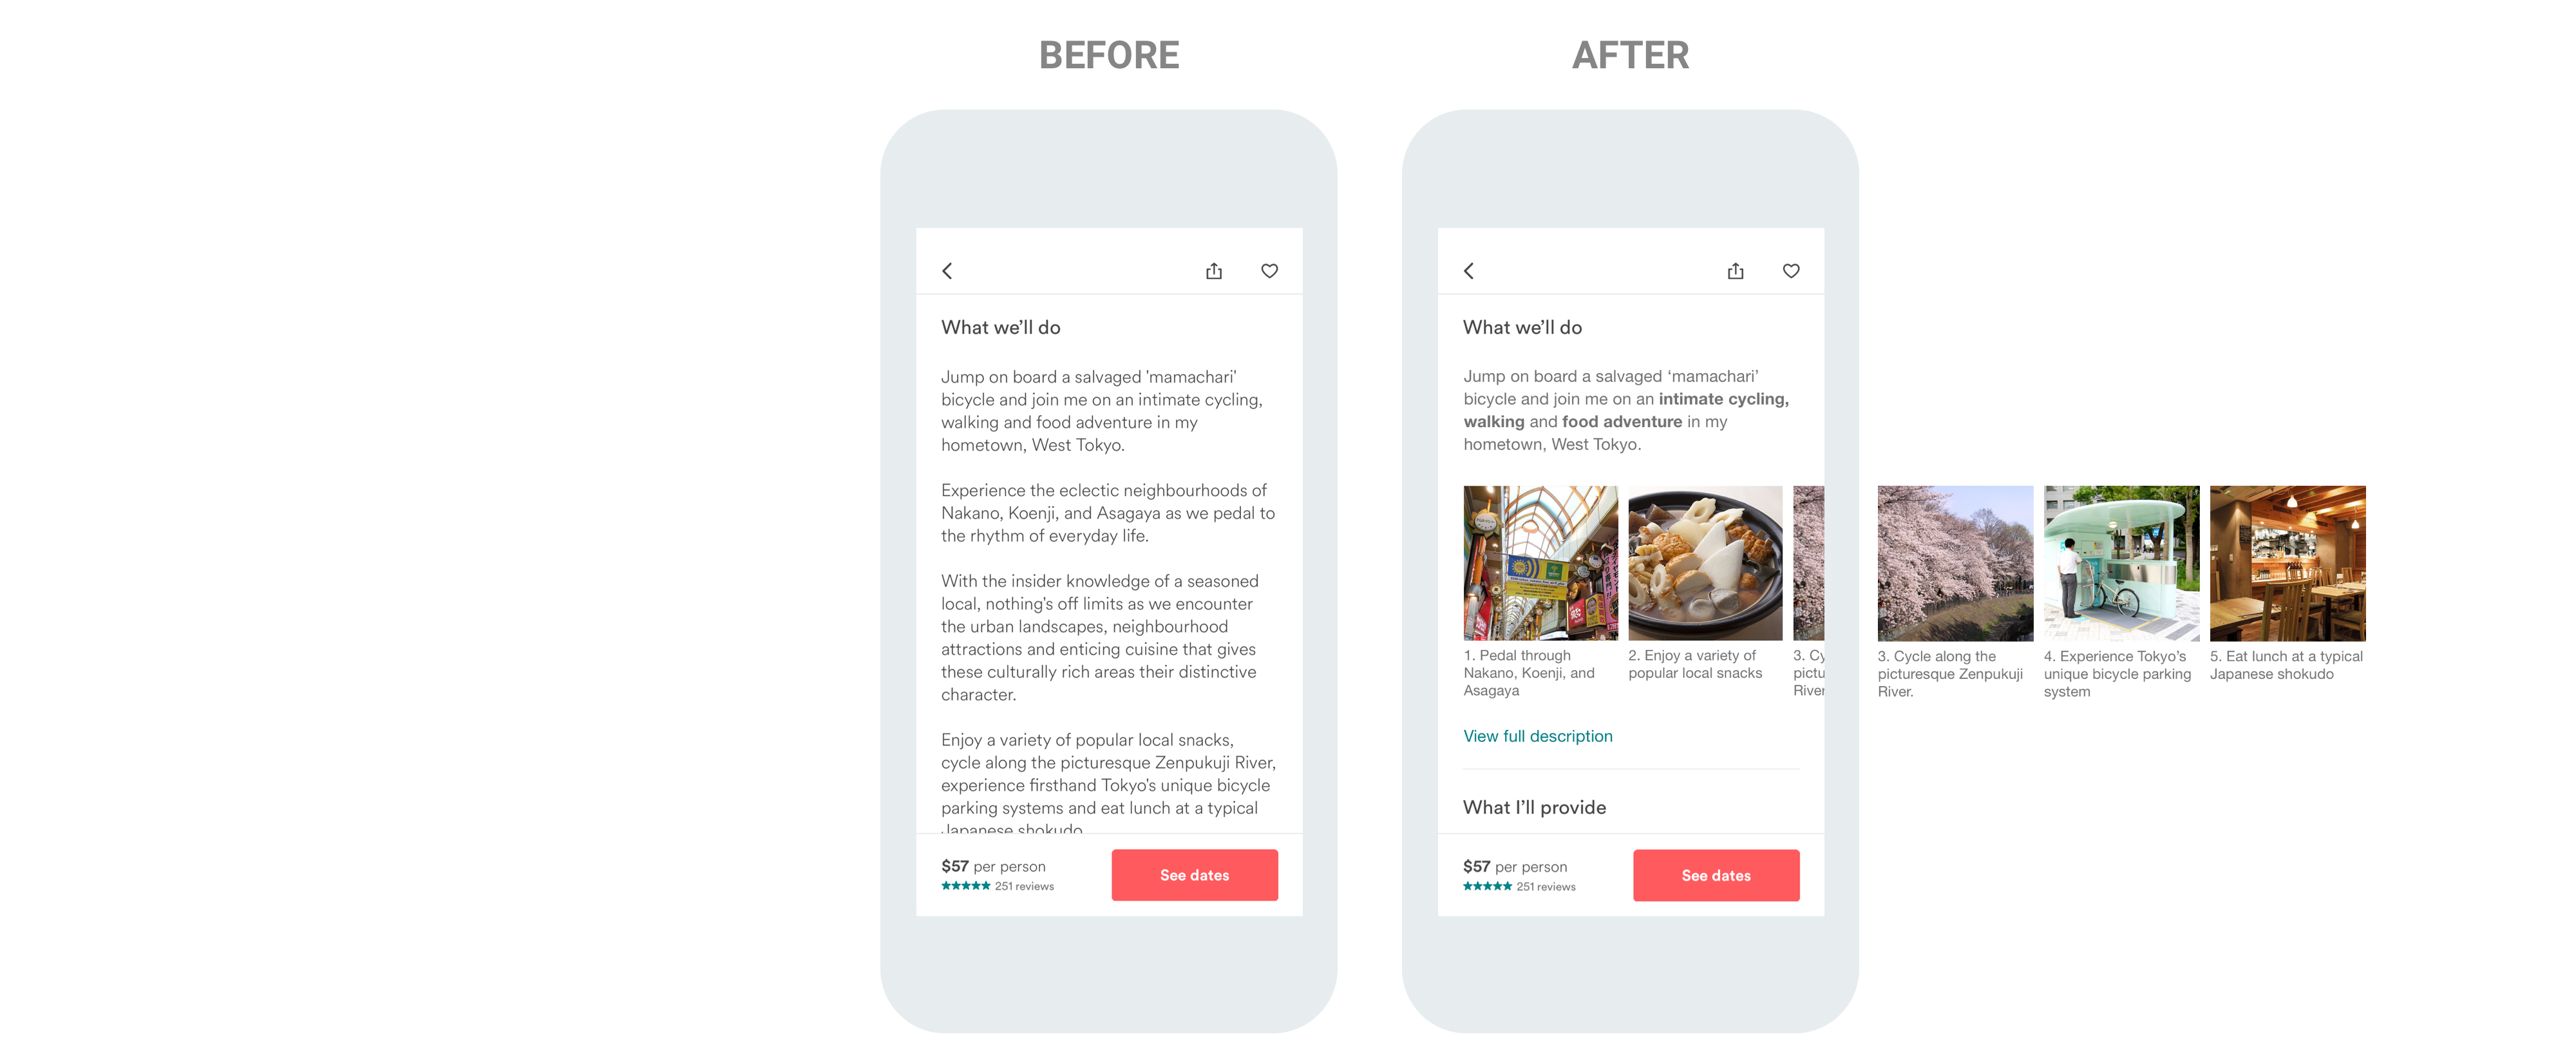 BEFORE
What we’ll do
Jump on board a salvaged 'mamachari'
bicycle and join me on an intimate cycling,
walking and food adventure in my
hometown, West Tokyo.
Experience the eclectic neighbourhoods of
Nakano, Koenji, and Asagaya as we pedal to
the rhythm of everyday life.
With the insider knowledge of a seasoned
local, nothing's off limits as we encounter
the urban landscapes, neighbourhood
attractions and enticing cuisine that gives
these culturally rich areas their distinctive
character.
Enjoy a variety of popular local snacks,
cycle along the picturesque Zenpukuji River,
experience firsthand Tokyo's unique bicycle
parking systems and eat lunch at a typical
Japanese shokudo
$57 per person
251 reviews
See dates
AFTER
What we’ll do
Jump on board a salvaged ‘mamachari’
bicycle and join me on an intimate cycling,
walking and food adventure in my
hometown, West Tokyo.
1. Pedal through
Nakano, Koenji, and
Asagaya
2. Enjoy a variety of
popular local snacks
3. Cy
pictu
River
3. Cycle along the
picturesque Zenpukuji
River.
4. Experience Tokyo’s
unique bicycle parking
system
5. Eat lunch at a typical
Japanese shokudo
View full description
What I’ll provide
$57 per person
251 reviews
See dates